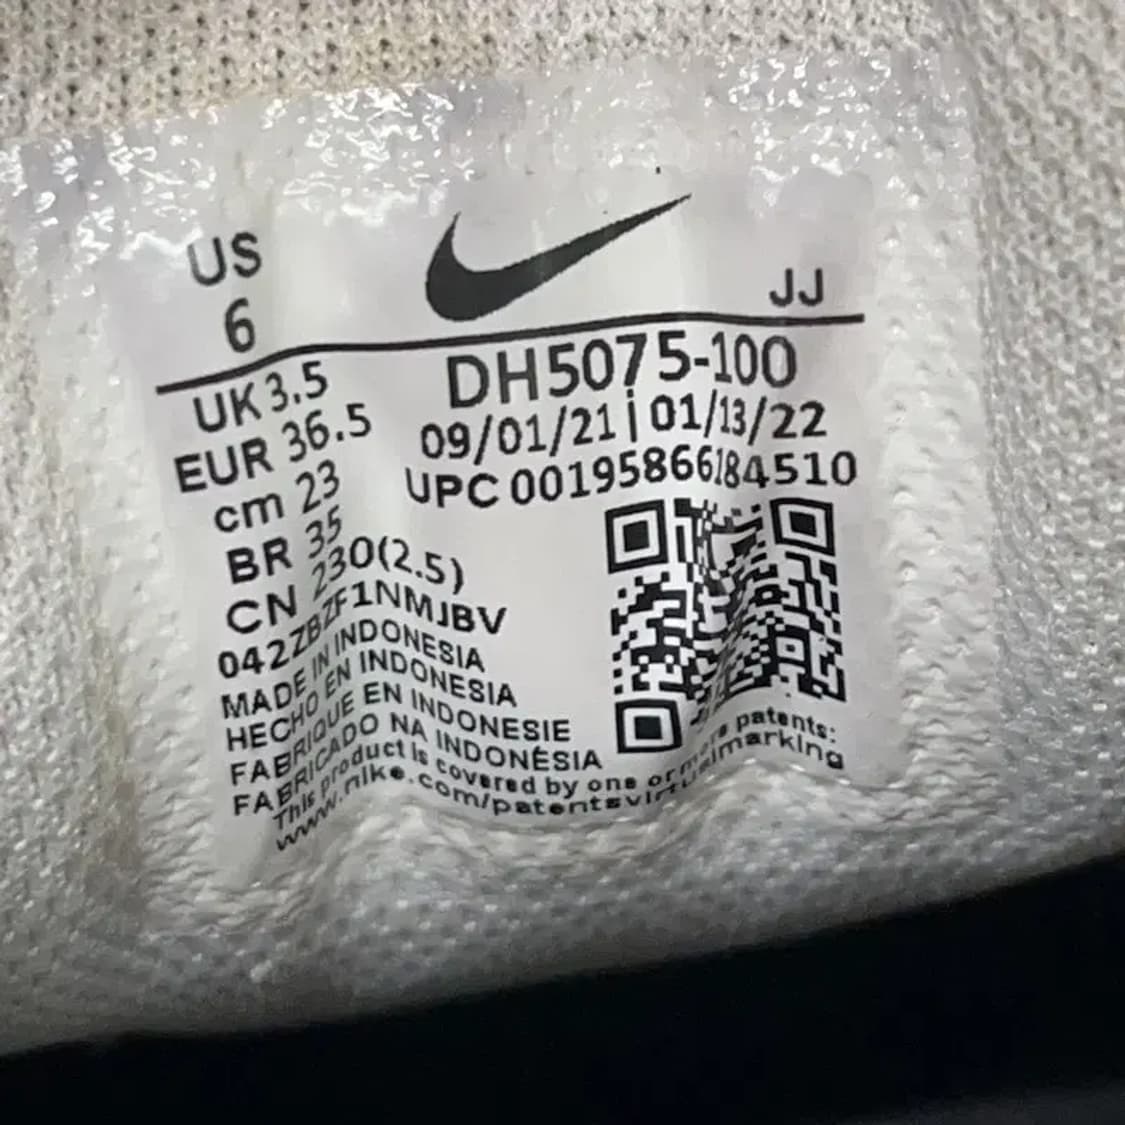 US
6
JJ
UK 3.5
EUR 36.5
cm 23
BR 35
CN 230(2.5)
DH5075-100
09/01/21 | 01/13/22
UPC 00195866184510
042ZBZF1NMJBV
MADE IN INDONESIA
HECHO EN INDONESIA
FABRIQUE EN INDONESIE
FABRICADO NA INDONÉSIA
This product is covered by one or more patents:
www.nike.com/patentsvirtualmarking